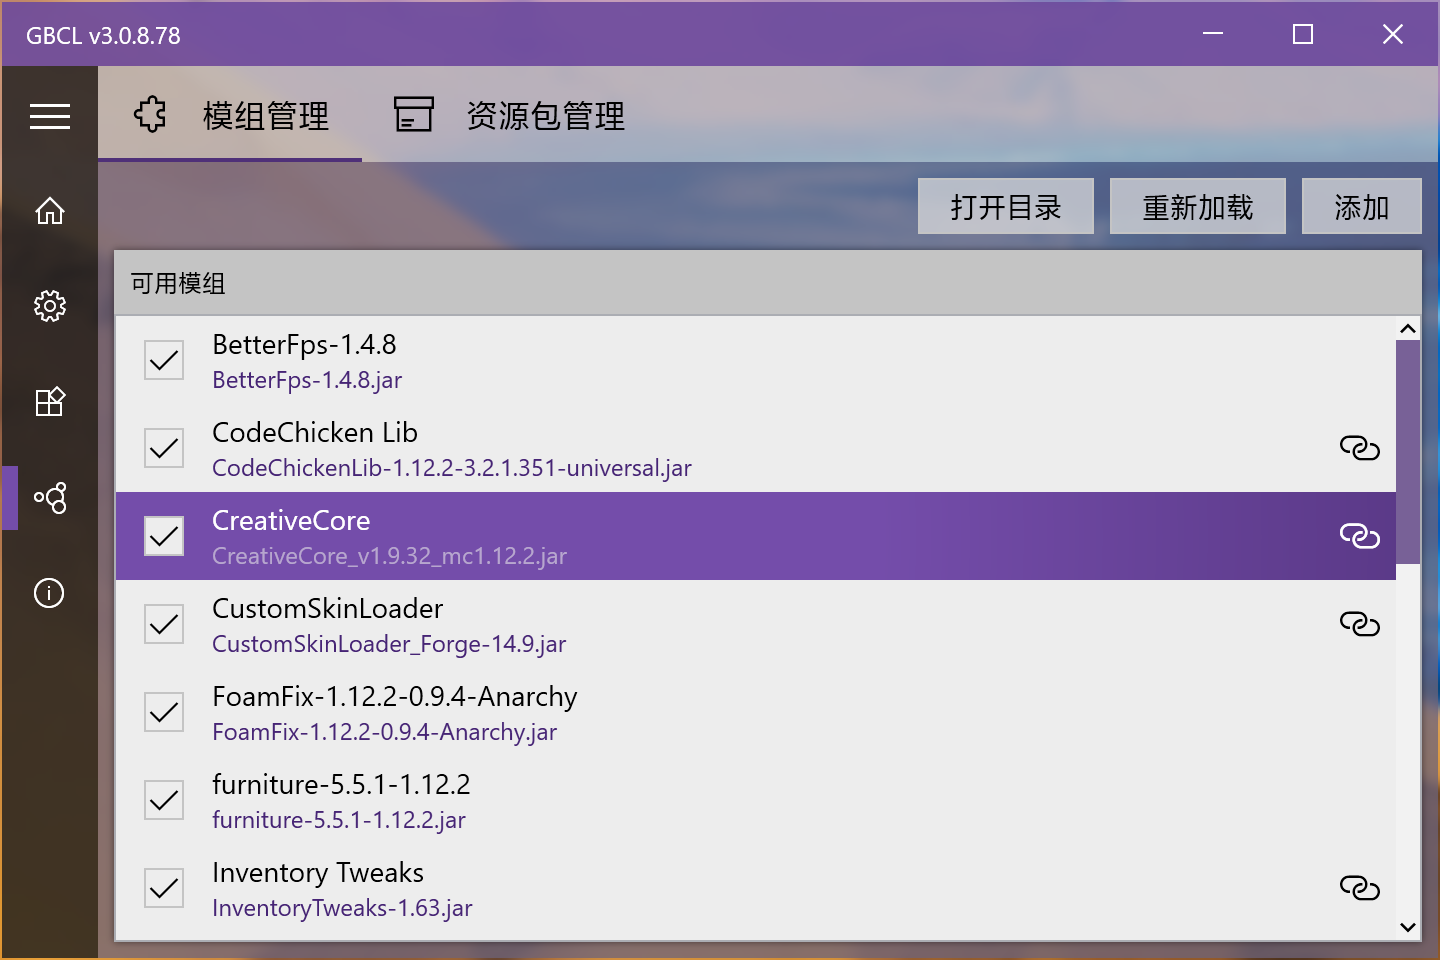 GBCL v3.0.8.78
模组管理 资源包管理
打开目录 重新加载 添加
可用模组
BetterFps-1.4.8
BetterFps-1.4.8.jar
CodeChicken Lib
CodeChickenLib-1.12.2-3.2.1.351-universal.jar
CreativeCore
CreativeCore_v1.9.32_mc1.12.2.jar
CustomSkinLoader
CustomSkinLoader_Forge-14.9.jar
FoamFix-1.12.2-0.9.4-Anarchy
FoamFix-1.12.2-0.9.4-Anarchy.jar
furniture-5.5.1-1.12.2
furniture-5.5.1-1.12.2.jar
Inventory Tweaks
InventoryTweaks-1.63.jar